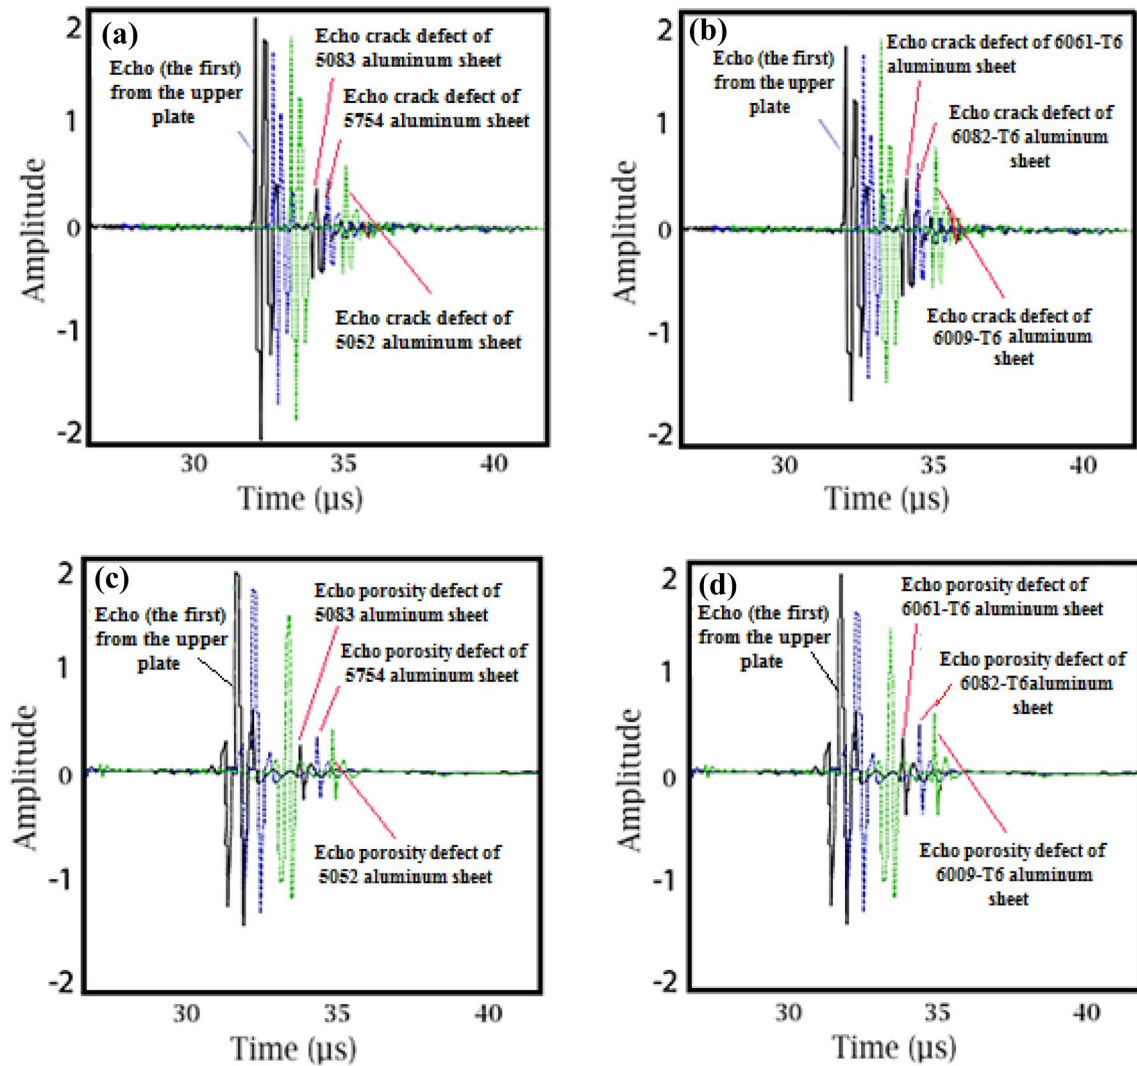 (a)
2
1
0
-1
-2
Amplitude
Echo (the first)
from the upper
plate
Echo crack defect of
5083 aluminum sheet
Echo crack defect of
5754 aluminum sheet
Echo crack defect of
5052 aluminum sheet
30 35 40
Time (µs)
(b)
2
1
0
-1
-2
Amplitude
Echo (the first)
from the upper
plate
Echo crack defect of 6061-T6
aluminum sheet
Echo crack defect of
6082-T6 aluminum
sheet
Echo crack defect of
6009-T6 aluminum
sheet
30 35 40
Time (µs)
(c)
2
1
0
-1
-2
Amplitude
Echo (the first)
from the upper
plate
Echo porosity defect of
5083 aluminum sheet
Echo porosity defect of
5754 aluminum sheet
Echo porosity defect of
5052 aluminum sheet
30 35 40
Time (µs)
(d)
2
1
0
-1
-2
Amplitude
Echo (the first)
from the upper
plate
Echo porosity defect of
6061-T6 aluminum sheet
Echo porosity defect of
6082-T6aluminum
sheet
Echo porosity defect of
6009-T6 aluminum
sheet
30 35 40
Time (µs)